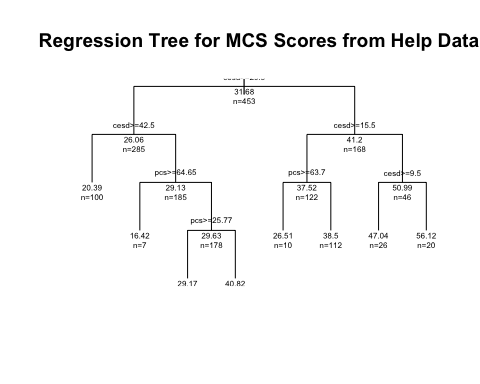 Regression Tree for MCS Scores from Help Data
31.68
n=453
cesd>=42.5
cesd>=15.5
26.06
n=285
41.2
n=168
pcs>=64.65
pcs>=63.7
cesd>=9.5
20.39
n=100
29.13
n=185
37.52
n=122
50.99
n=46
pcs>=25.77
16.42
n=7
29.63
n=178
26.51
n=10
38.5
n=112
47.04
n=26
56.12
n=20
29.17
40.82